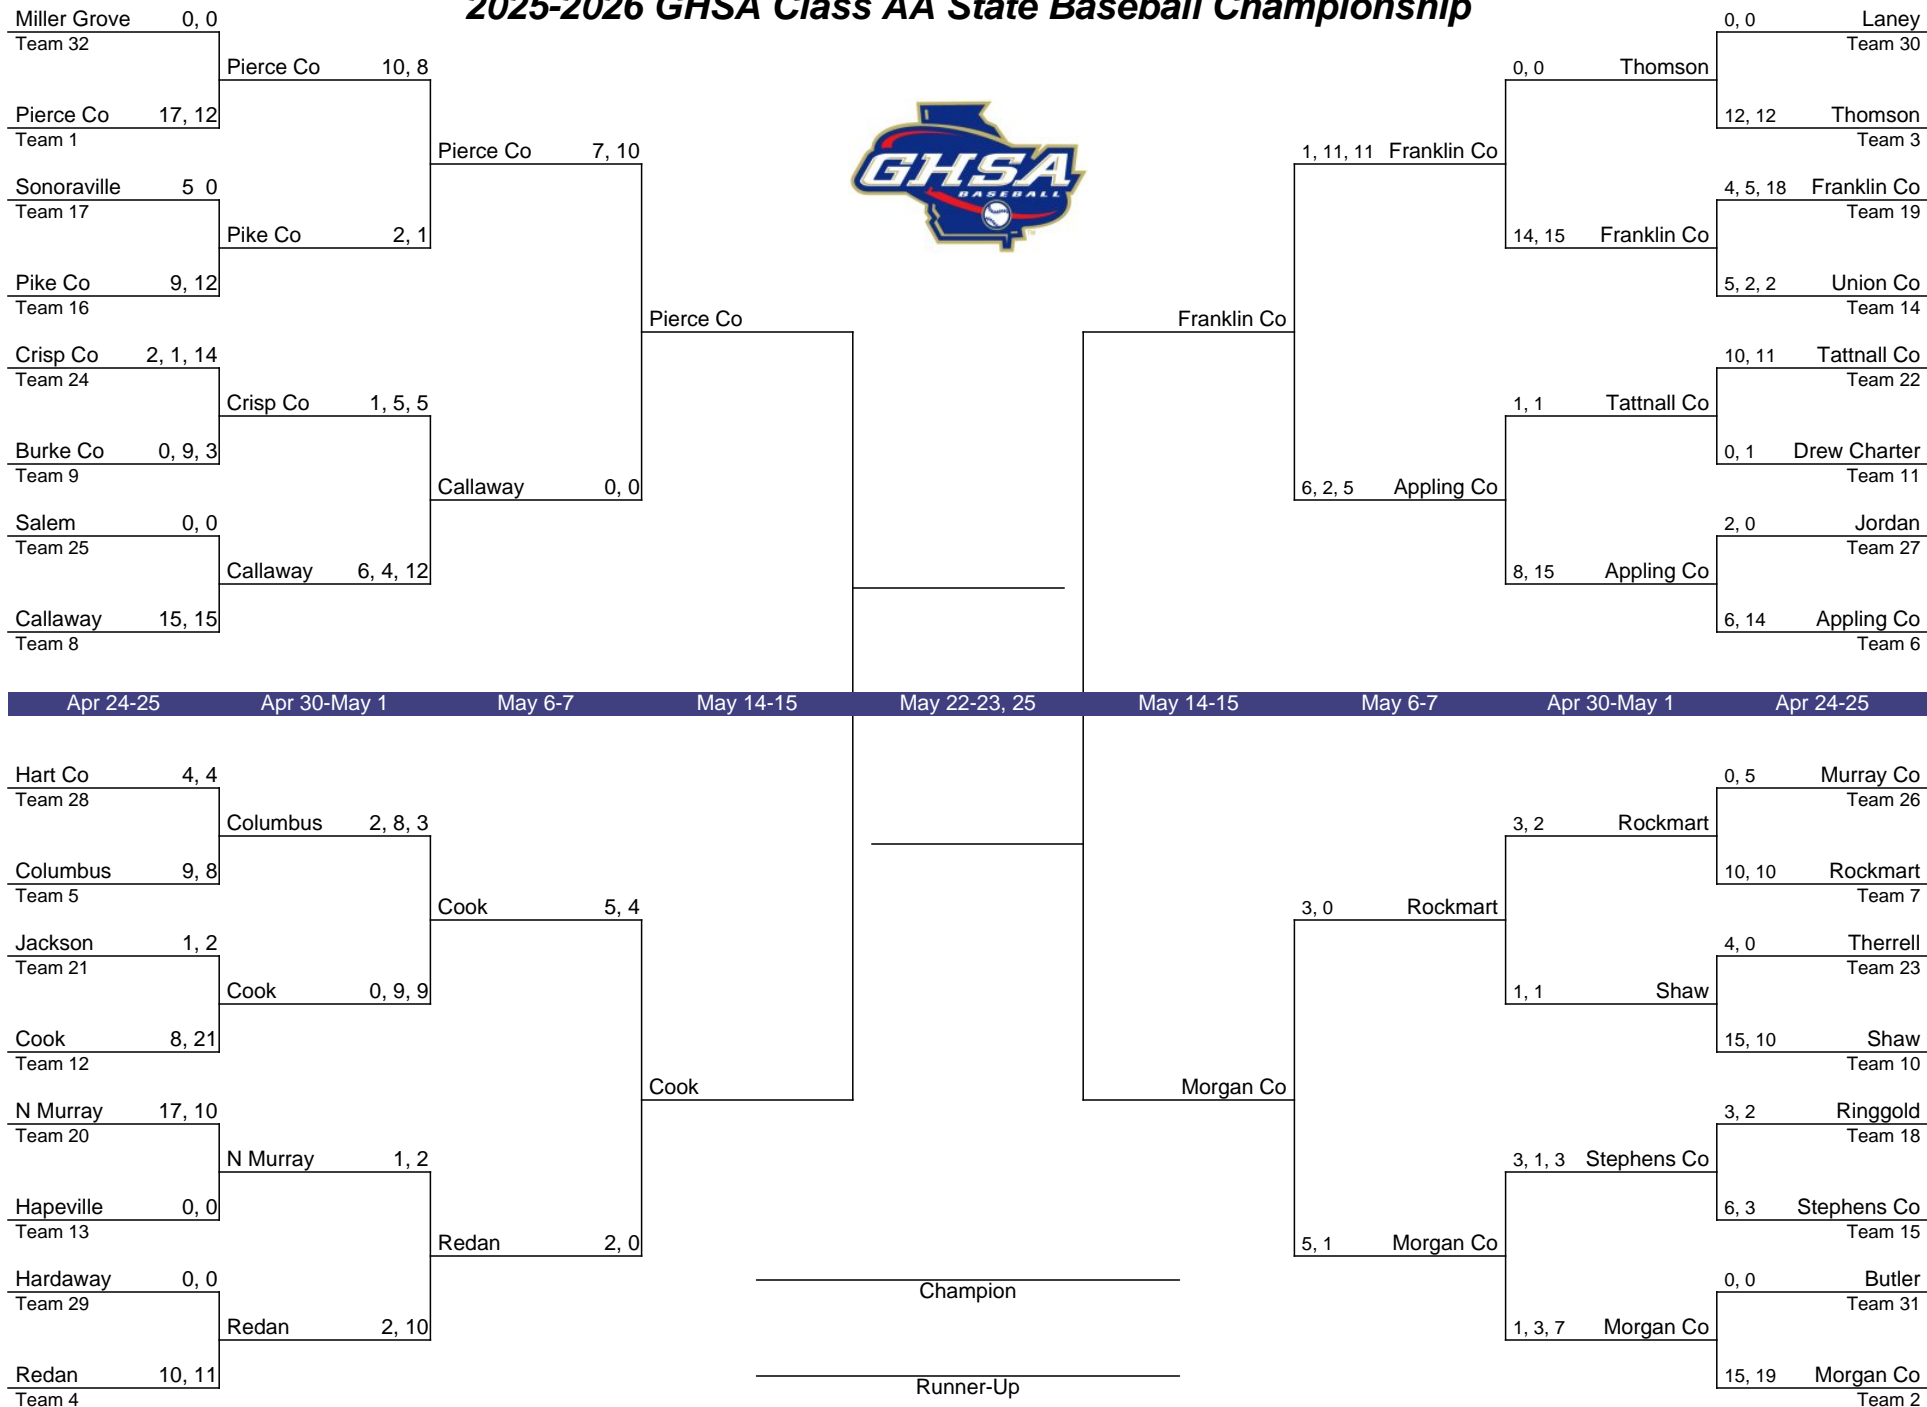 2025-2026 GHSA Class AA State Baseball Championship
Miller Grove 0, 0
Team 32
Pierce Co 10, 8
Pierce Co 17, 12
Team 1
Pierce Co 7, 10
Sonoraville 5 0
Team 17
Pike Co 2, 1
Pike Co 9, 12
Team 16
Pierce Co
Crisp Co 2, 1, 14
Team 24
Crisp Co 1, 5, 5
Burke Co 0, 9, 3
Team 9
Callaway 0, 0
Salem 0, 0
Team 25
Callaway 6, 4, 12
Callaway 15, 15
Team 8
GHSA
BASEBALL
0, 0 Laney
Team 30
0, 0 Thomson
12, 12 Thomson
Team 3
1, 11, 11 Franklin Co
4, 5, 18 Franklin Co
Team 19
14, 15 Franklin Co
5, 2, 2 Union Co
Team 14
Franklin Co
10, 11 Tattnall Co
Team 22
1, 1 Tattnall Co
0, 1 Drew Charter
Team 11
6, 2, 5 Appling Co
2, 0 Jordan
Team 27
8, 15 Appling Co
6, 14 Appling Co
Team 6
Apr 24-25 Apr 30-May 1 May 6-7 May 14-15 May 22-23, 25 May 14-15 May 6-7 Apr 30-May 1 Apr 24-25
Hart Co 4, 4
Team 28
Columbus 2, 8, 3
Columbus 9, 8
Team 5
Cook 5, 4
Jackson 1, 2
Team 21
Cook 0, 9, 9
Cook 8, 21
Team 12
Cook
N Murray 17, 10
Team 20
N Murray 1, 2
Hapeville 0, 0
Team 13
Redan 2, 0
Hardaway 0, 0
Team 29
Redan 2, 10
Redan 10, 11
Team 4
Champion
Runner-Up
0, 5 Murray Co
Team 26
3, 2 Rockmart
10, 10 Rockmart
Team 7
3, 0 Rockmart
4, 0 Therrell
Team 23
1, 1 Shaw
15, 10 Shaw
Team 10
Morgan Co
3, 2 Ringgold
Team 18
3, 1, 3 Stephens Co
6, 3 Stephens Co
Team 15
5, 1 Morgan Co
0, 0 Butler
Team 31
1, 3, 7 Morgan Co
15, 19 Morgan Co
Team 2